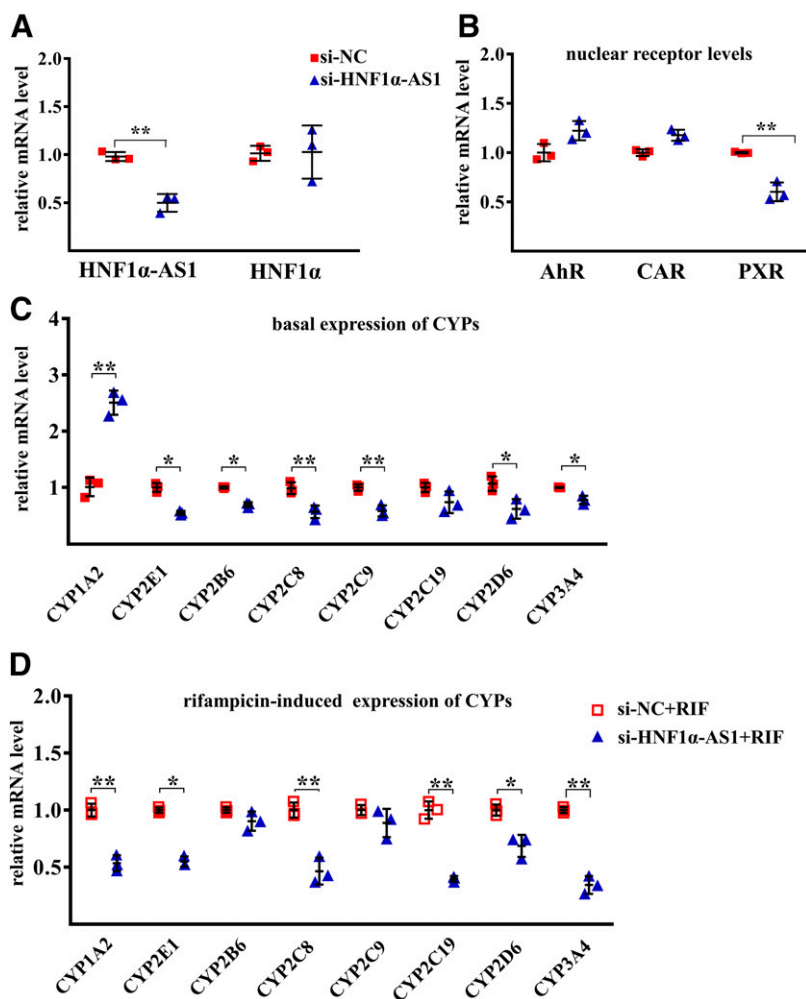 A
relative mRNA level
2.0
1.5
1.0
0.5
si-NC
si-HNF1α-AS1
**
HNF1α-AS1 HNF1α
B
nuclear receptor levels
relative mRNA level
2.0
1.5
1.0
0.5
**
AhR CAR PXR
C
basal expression of CYPs
relative mRNA level
4
3
2
1
** * * ** ** * *
CYP1A2 CYP2E1 CYP2B6 CYP2C8 CYP2C9 CYP2C19 CYP2D6 CYP3A4
D
rifampicin-induced expression of CYPs
relative mRNA level
2.0
1.5
1.0
0.5
si-NC+RIF
si-HNF1α-AS1+RIF
** * ** ** * **
CYP1A2 CYP2E1 CYP2B6 CYP2C8 CYP2C9 CYP2C19 CYP2D6 CYP3A4